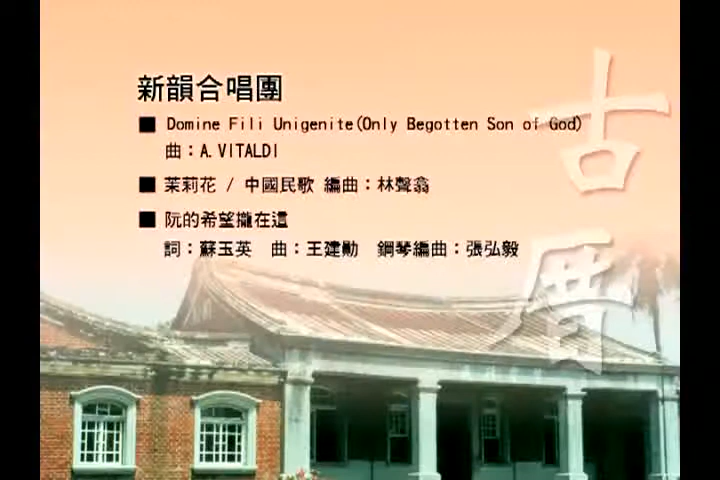 新韻合唱團
■ Domine Fili Unigenite(Only Begotten Son of God)
曲：A.VITALDI
■ 茉莉花 / 中國民歌 編曲：林聲翕
■ 阮的希望攏在這
詞：蘇玉英 曲：王建勛 鋼琴編曲：張弘毅
古厝